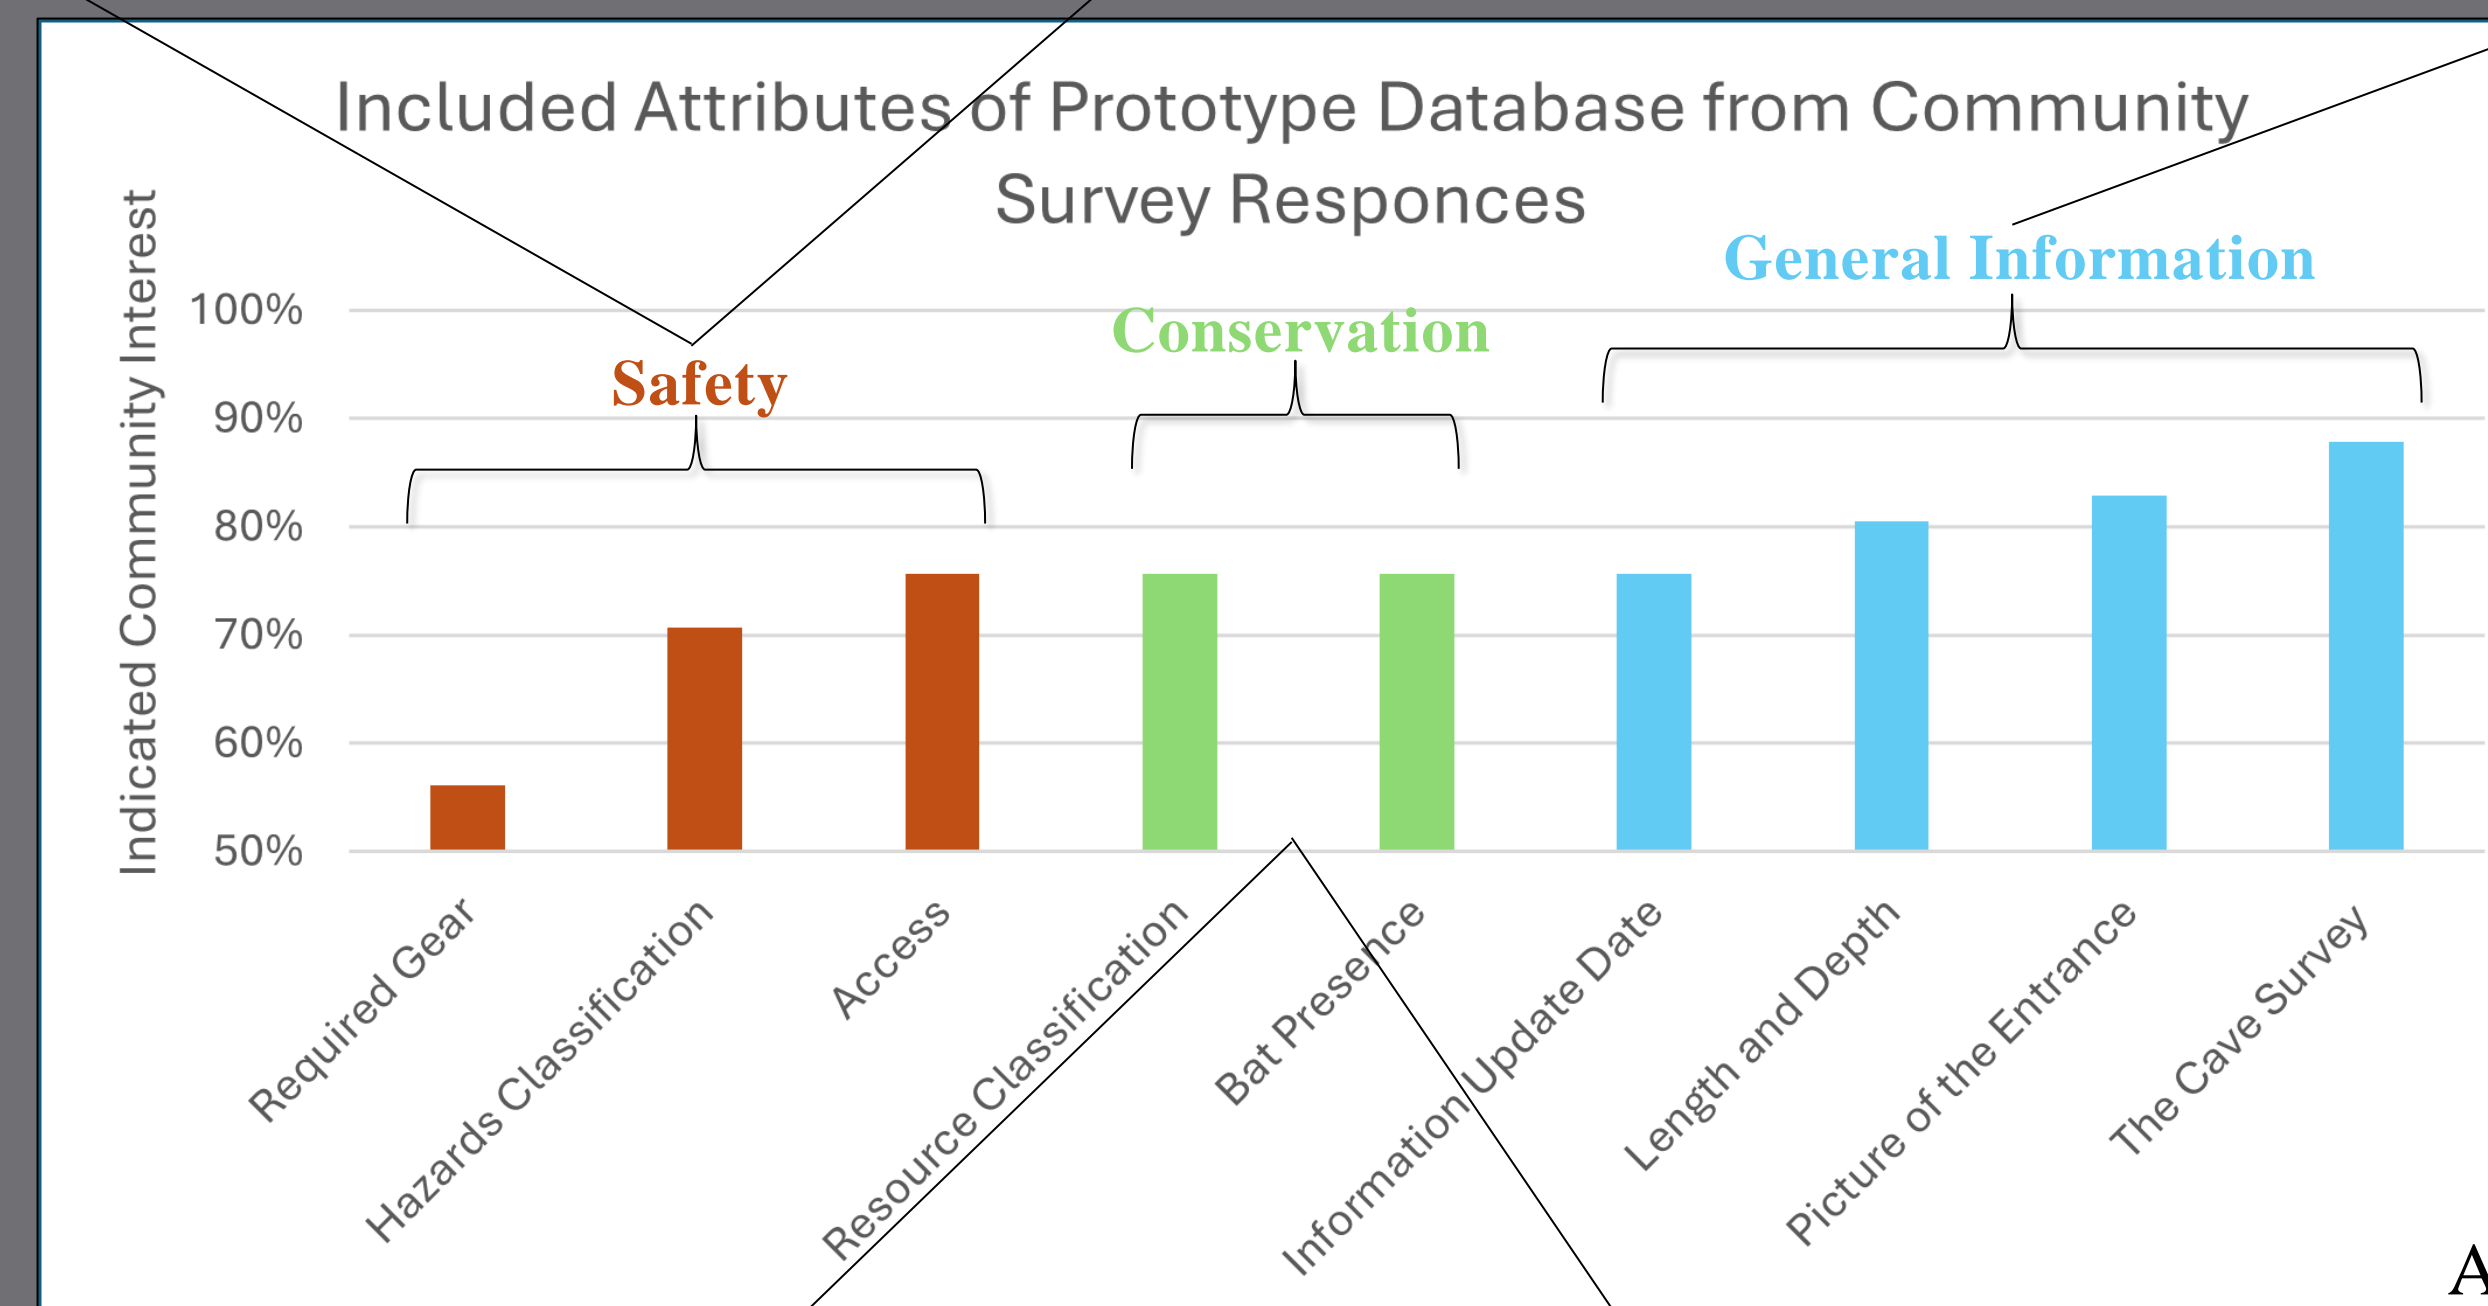 Included Attributes of Prototype Database from Community
Survey Responces
Indicated Community Interest
100%
90%
80%
70%
60%
50%
Safety
Conservation
General Information
Required Gear
Hazards Classification
Access
Resource Classification
Bat Presence
Information Update Date
Length and Depth
Picture of the Entrance
The Cave Survey
A